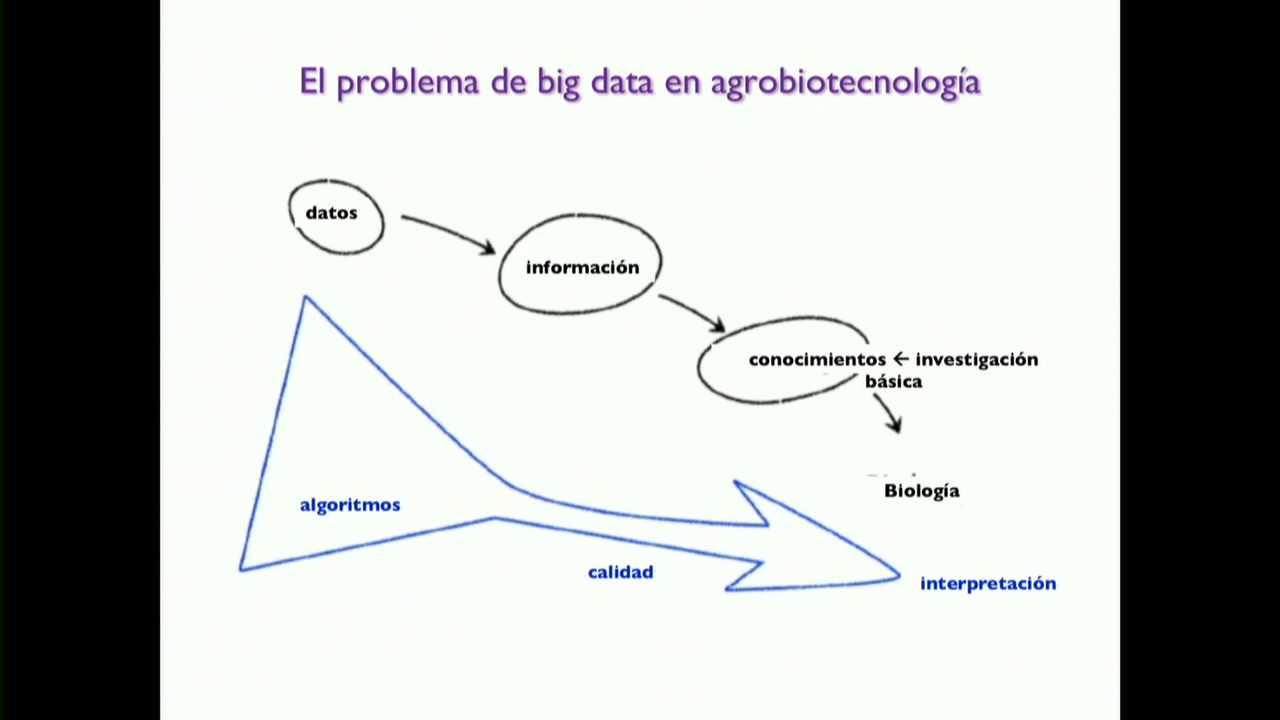 El problema de big data en agrobiotecnología
datos
información
conocimientos ← investigación
básica
Biología
algoritmos
calidad
interpretación